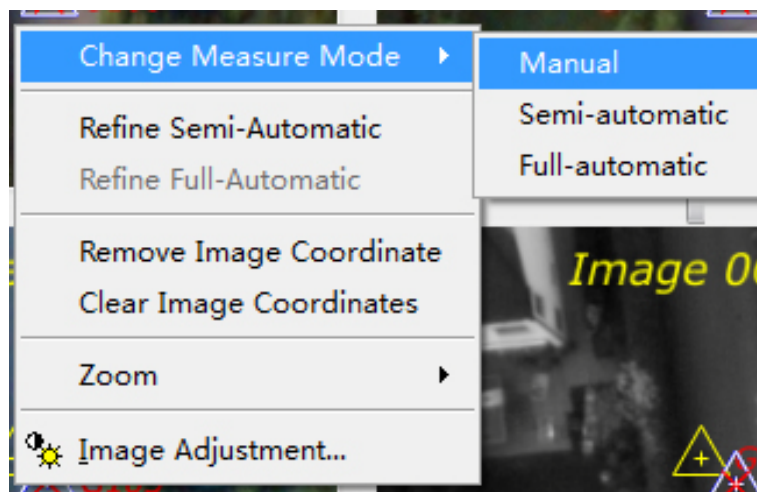 Change Measure Mode
Manual
Semi-automatic
Full-automatic
Refine Semi-Automatic
Refine Full-Automatic
Remove Image Coordinate
Clear Image Coordinates
Image 0
Zoom
Image Adjustment...